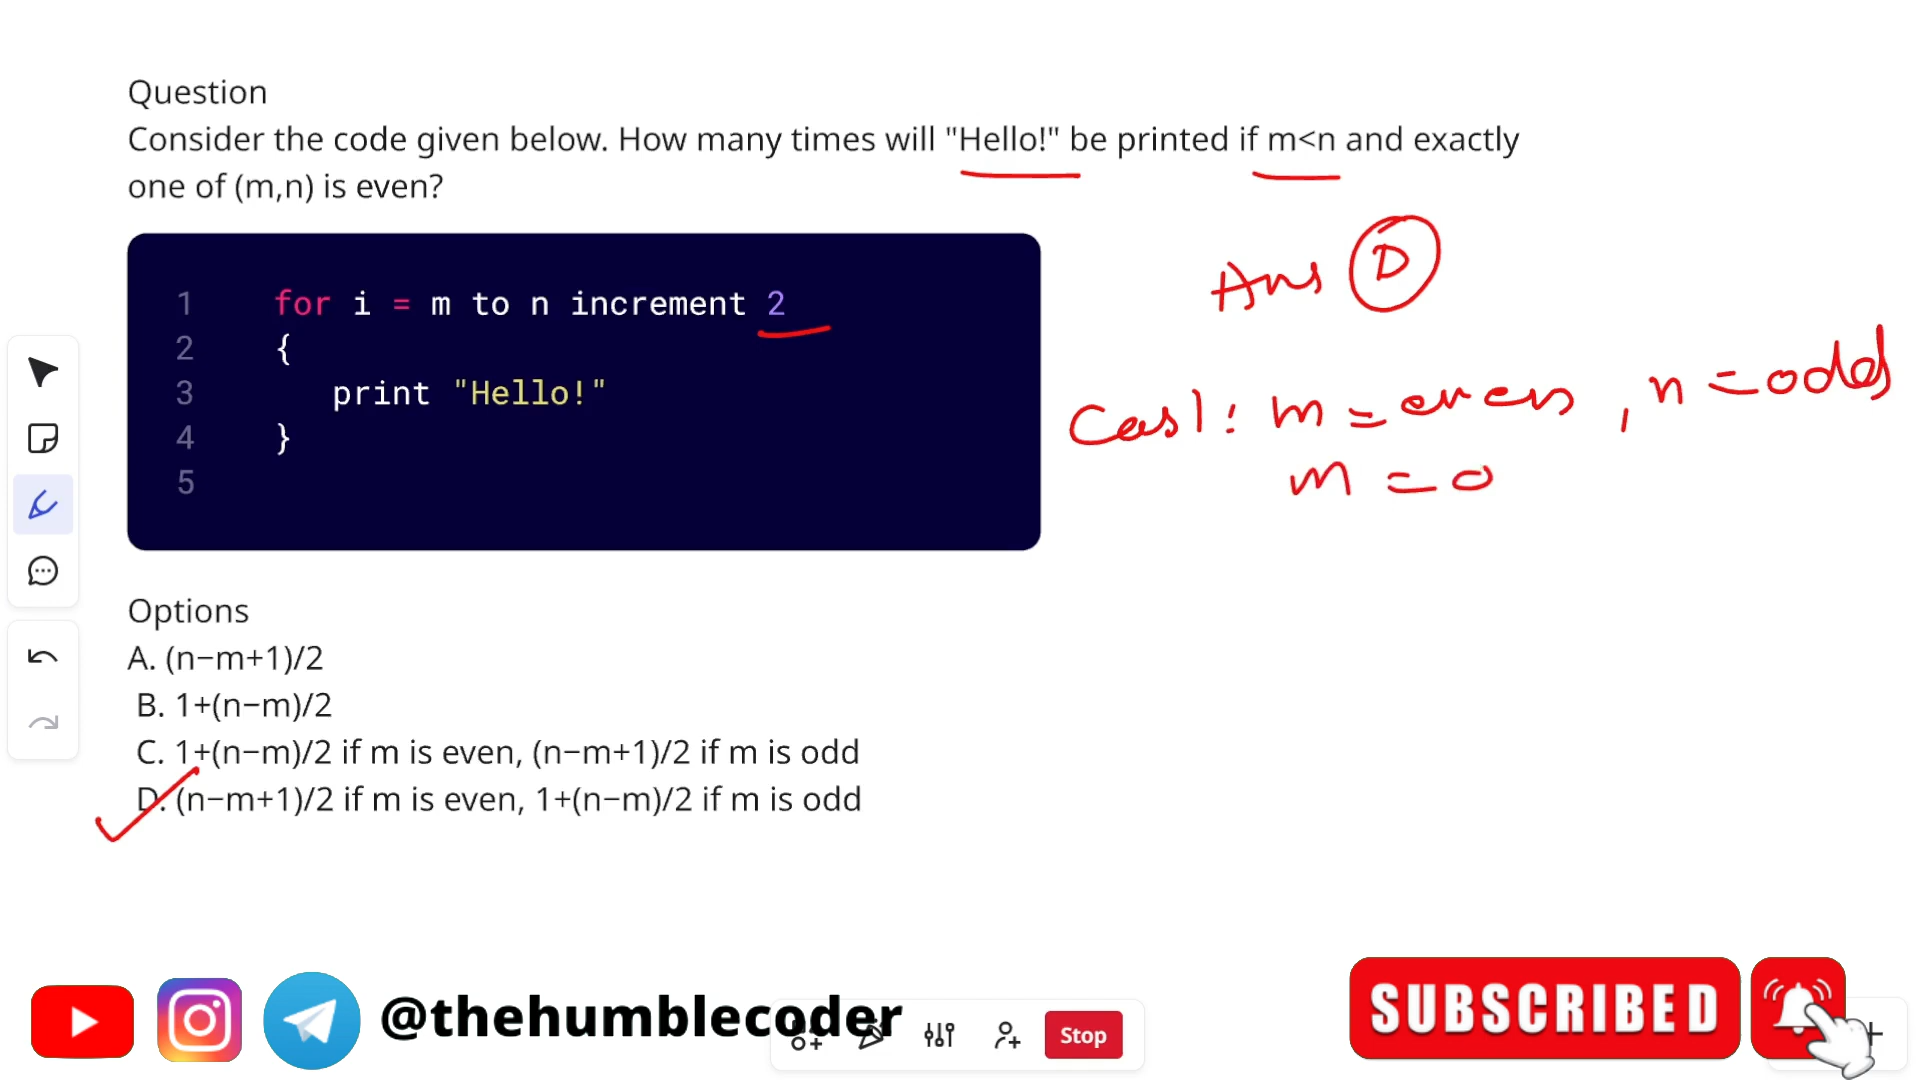 Question
Consider the code given below. How many times will "Hello!" be printed if m<n and exactly
one of (m,n) is even?
Ans D
1 for i = m to n increment 2
2 {
3 print "Hello!"
4 }
5
Cas1: m = even, n = odd
m = 0
Options
A. (n−m+1)/2
B. 1+(n−m)/2
C. 1+(n−m)/2 if m is even, (n−m+1)/2 if m is odd
D. (n−m+1)/2 if m is even, 1+(n−m)/2 if m is odd
@thehumblecoder
Stop
SUBSCRIBED